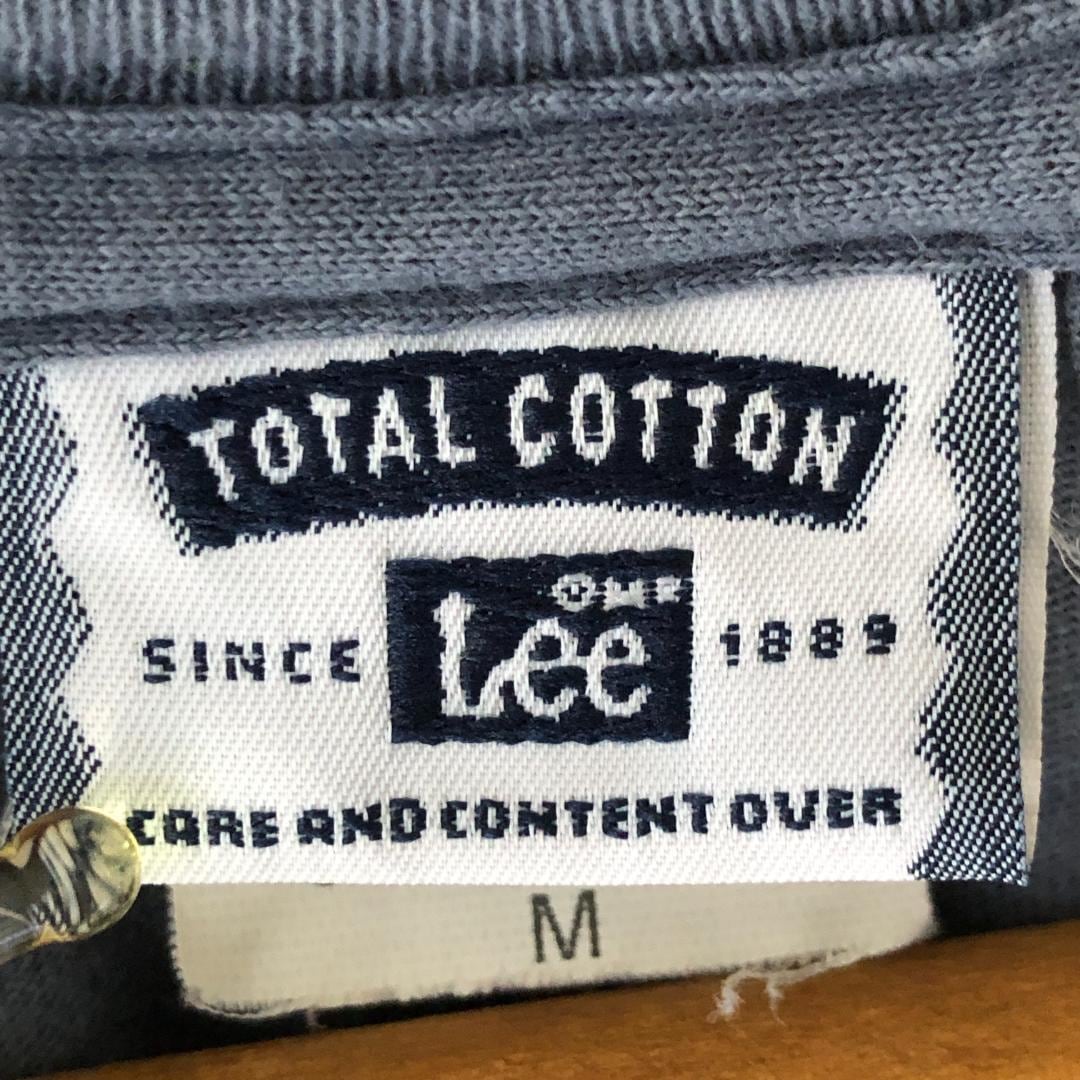 TOTAL COTTON
Lee
SINCE 1889
CARE AND CONTENT OVER
M